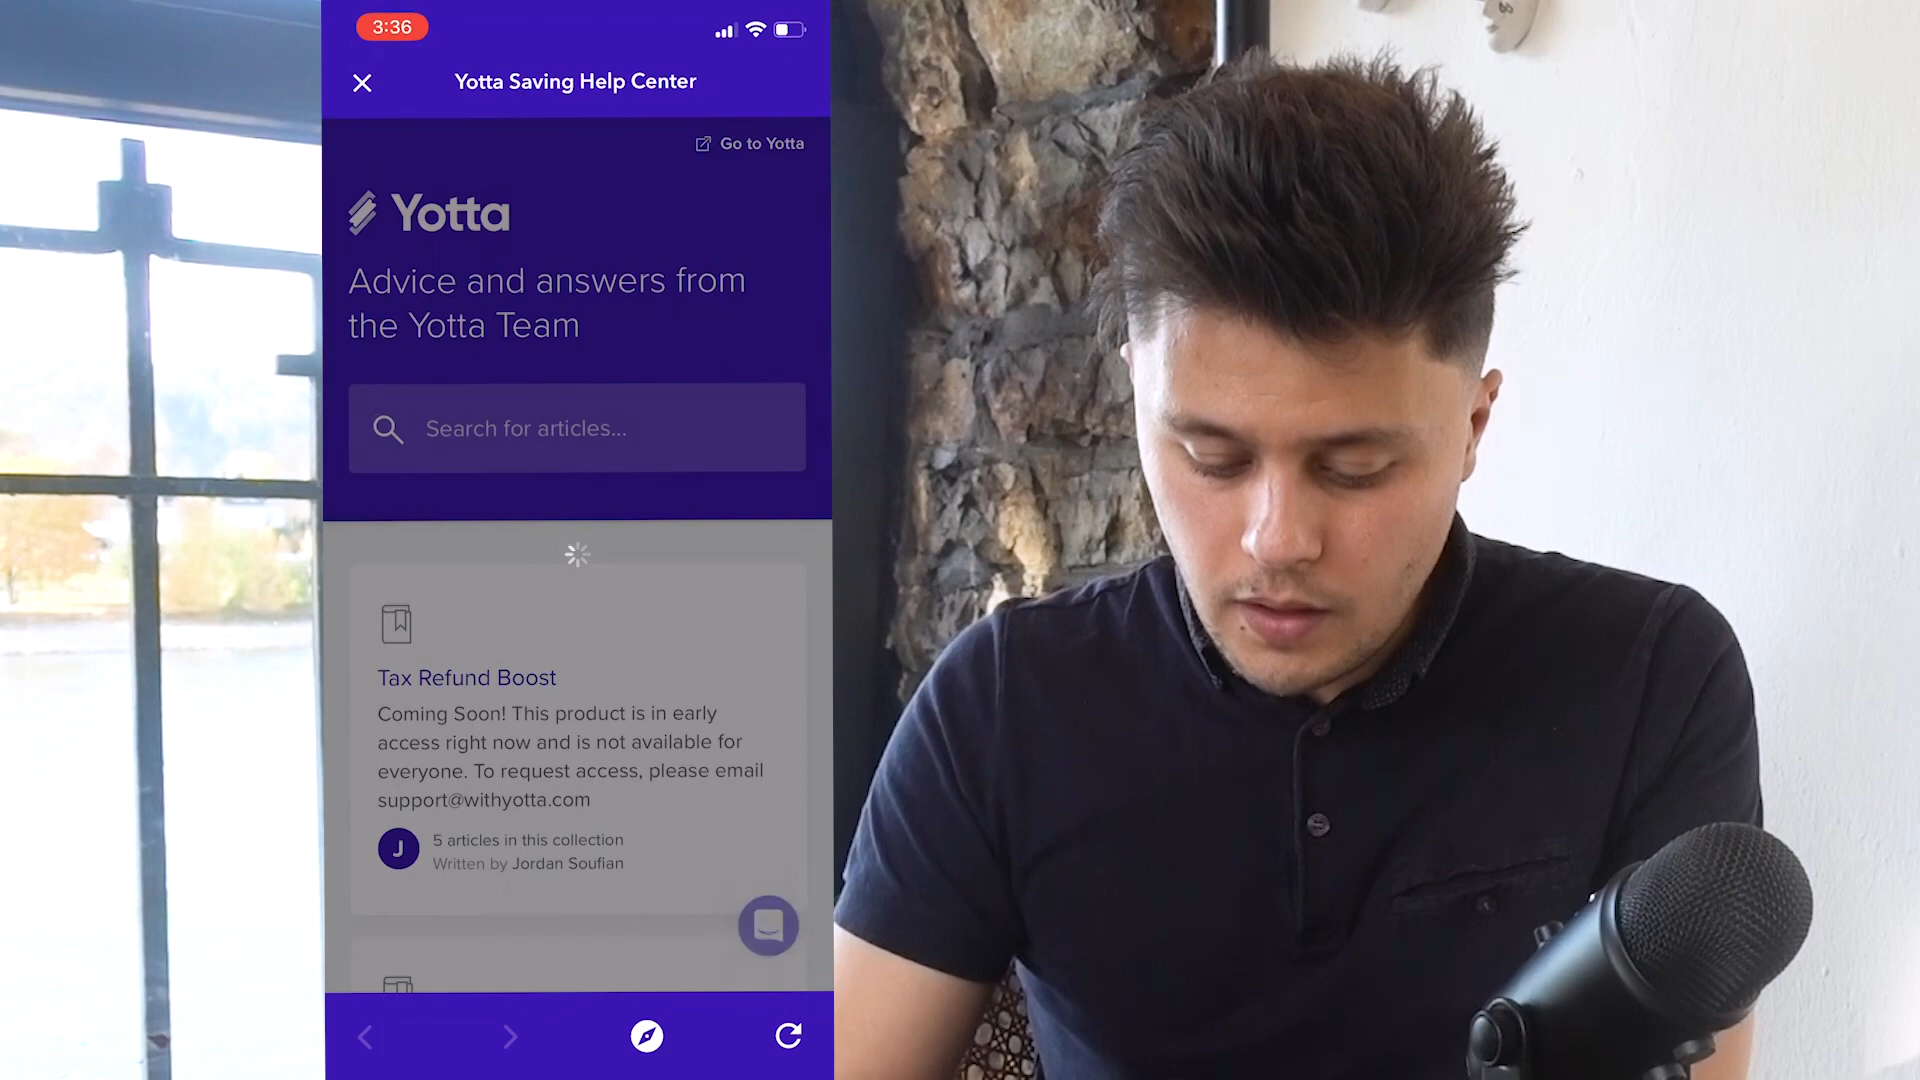 3:36
Yotta Saving Help Center
Go to Yotta
Yotta
Advice and answers from
the Yotta Team
Search for articles...
Tax Refund Boost
Coming Soon! This product is in early
access right now and is not available for
everyone. To request access, please email
support@withyotta.com
J
5 articles in this collection
Written by Jordan Soufian